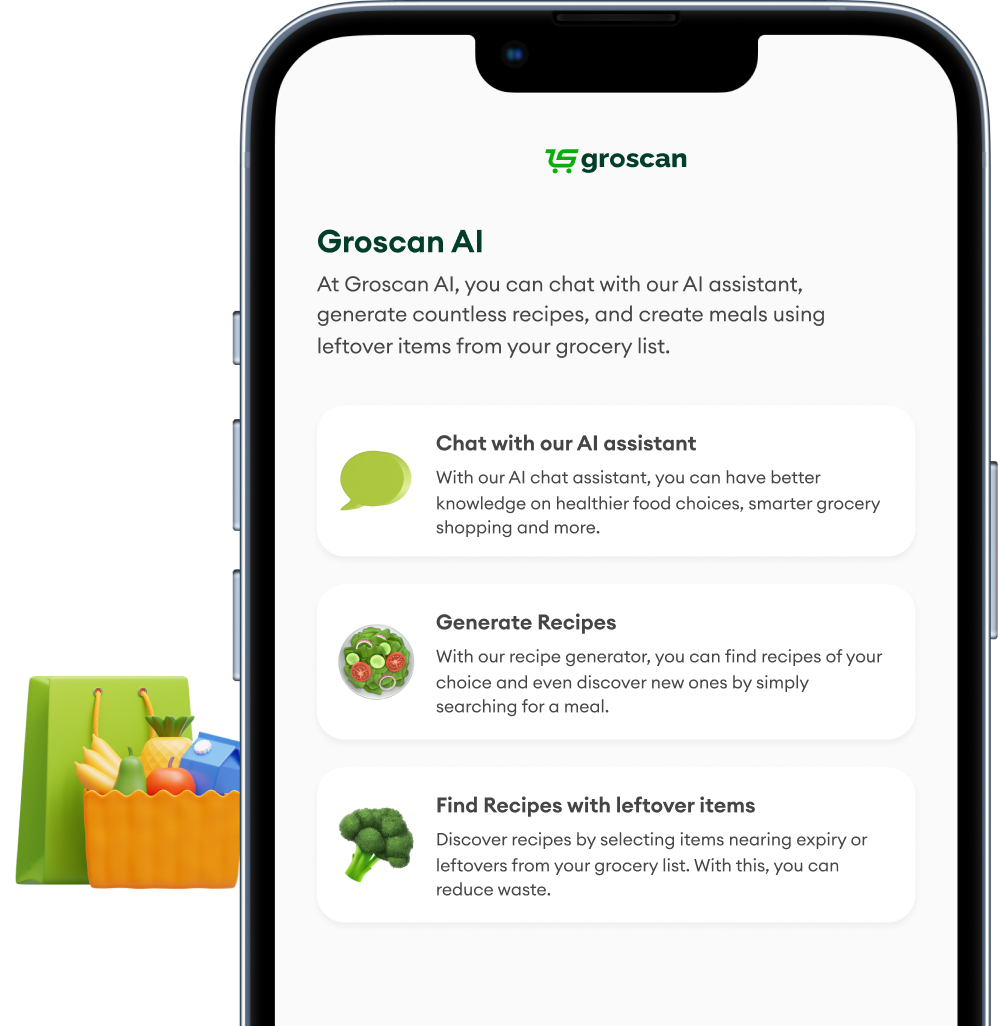 groscan
Groscan AI
At Groscan AI, you can chat with our AI assistant,
generate countless recipes, and create meals using
leftover items from your grocery list.
Chat with our AI assistant
With our AI chat assistant, you can have better
knowledge on healthier food choices, smarter grocery
shopping and more.
Generate Recipes
With our recipe generator, you can find recipes of your
choice and even discover new ones by simply
searching for a meal.
Find Recipes with leftover items
Discover recipes by selecting items nearing expiry or
leftovers from your grocery list. With this, you can
reduce waste.